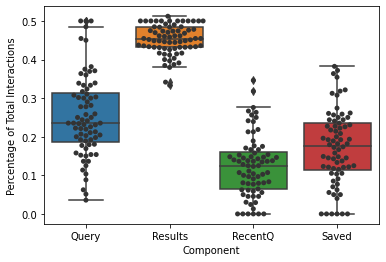 0.5
0.4
0.3
0.2
0.1
0.0
Percentage of Total Interactions
Query Results RecentQ Saved
Component